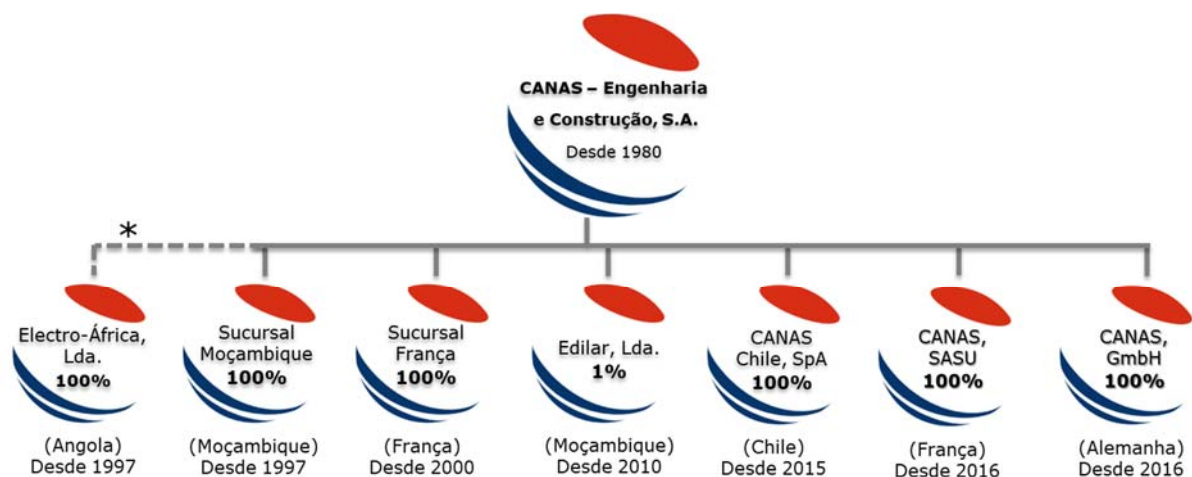 CANAS – Engenharia
e Construção, S.A.
Desde 1980
*
Electro-África,
Lda.
100%
(Angola)
Desde 1997
Sucursal
Moçambique
100%
(Moçambique)
Desde 1997
Sucursal
França
100%
(França)
Desde 2000
Edilar, Lda.
1%
(Moçambique)
Desde 2010
CANAS
Chile, SpA
100%
(Chile)
Desde 2015
CANAS,
SASU
100%
(França)
Desde 2016
CANAS,
GmbH
100%
(Alemanha)
Desde 2016